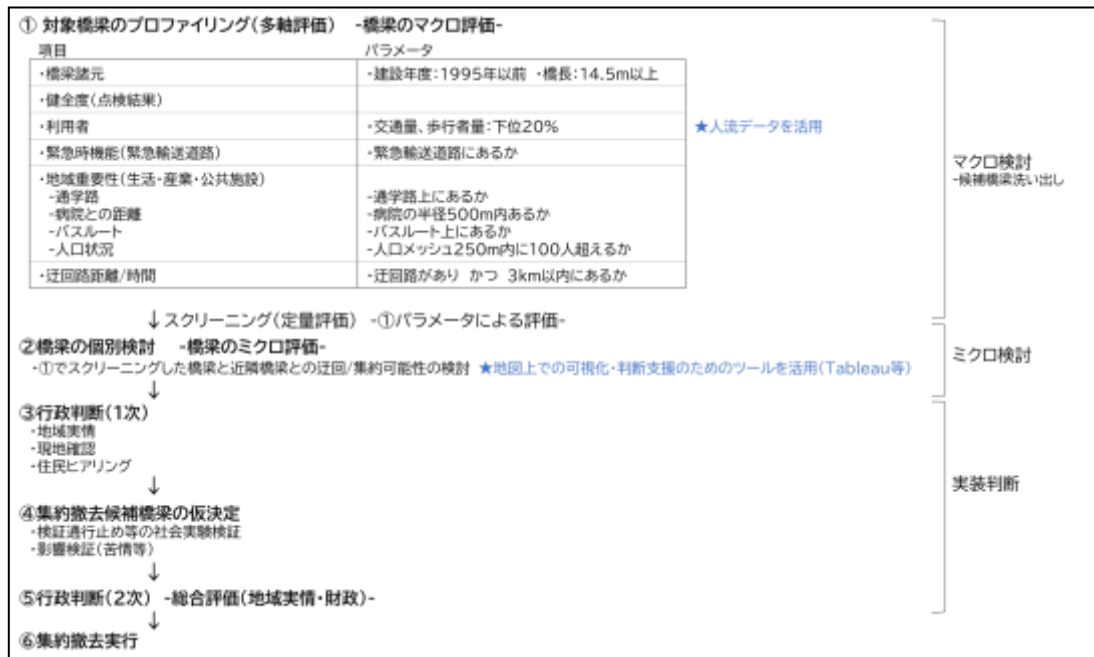 ① 対象橋梁のプロファイリング(多軸評価) -橋梁のマクロ評価-
項目 パラメータ
・橋梁諸元 ・建設年度:1995年以前 ・橋長:14.5m以上
・健全度(点検結果)
・利用者 ・交通量、歩行者量:下位20% ★人流データを活用
・緊急時機能(緊急輸送道路) ・緊急輸送道路にあるか
・地域重要性(生活・産業・公共施設)
-通学路 ・通学路上にあるか
-病院との距離 -病院の半径500m内あるか
-バスルート -バスルート上にあるか
-人口状況 -人口メッシュ250m内に100人超えるか
・迂回路距離/時間 ・迂回路があり かつ 3km以内にあるか
マクロ検討
-候補橋梁洗い出し
↓スクリーニング(定量評価) -①パラメータによる評価-
②橋梁の個別検討 -橋梁のミクロ評価-
・①でスクリーニングした橋梁と近隣橋梁との迂回/集約可能性の検討 ★地図上での可視化・判断支援のためのツールを活用(Tableau等)
ミクロ検討
↓
③行政判断(1次)
・地域実情
・現地確認
・住民ヒアリング
↓
実装判断
④集約撤去候補橋梁の仮決定
・検証通行止め等の社会実験検証
・影響検証(苦情等)
↓
⑤行政判断(2次) -総合評価(地域実情・財政)-
↓
⑥集約撤去実行